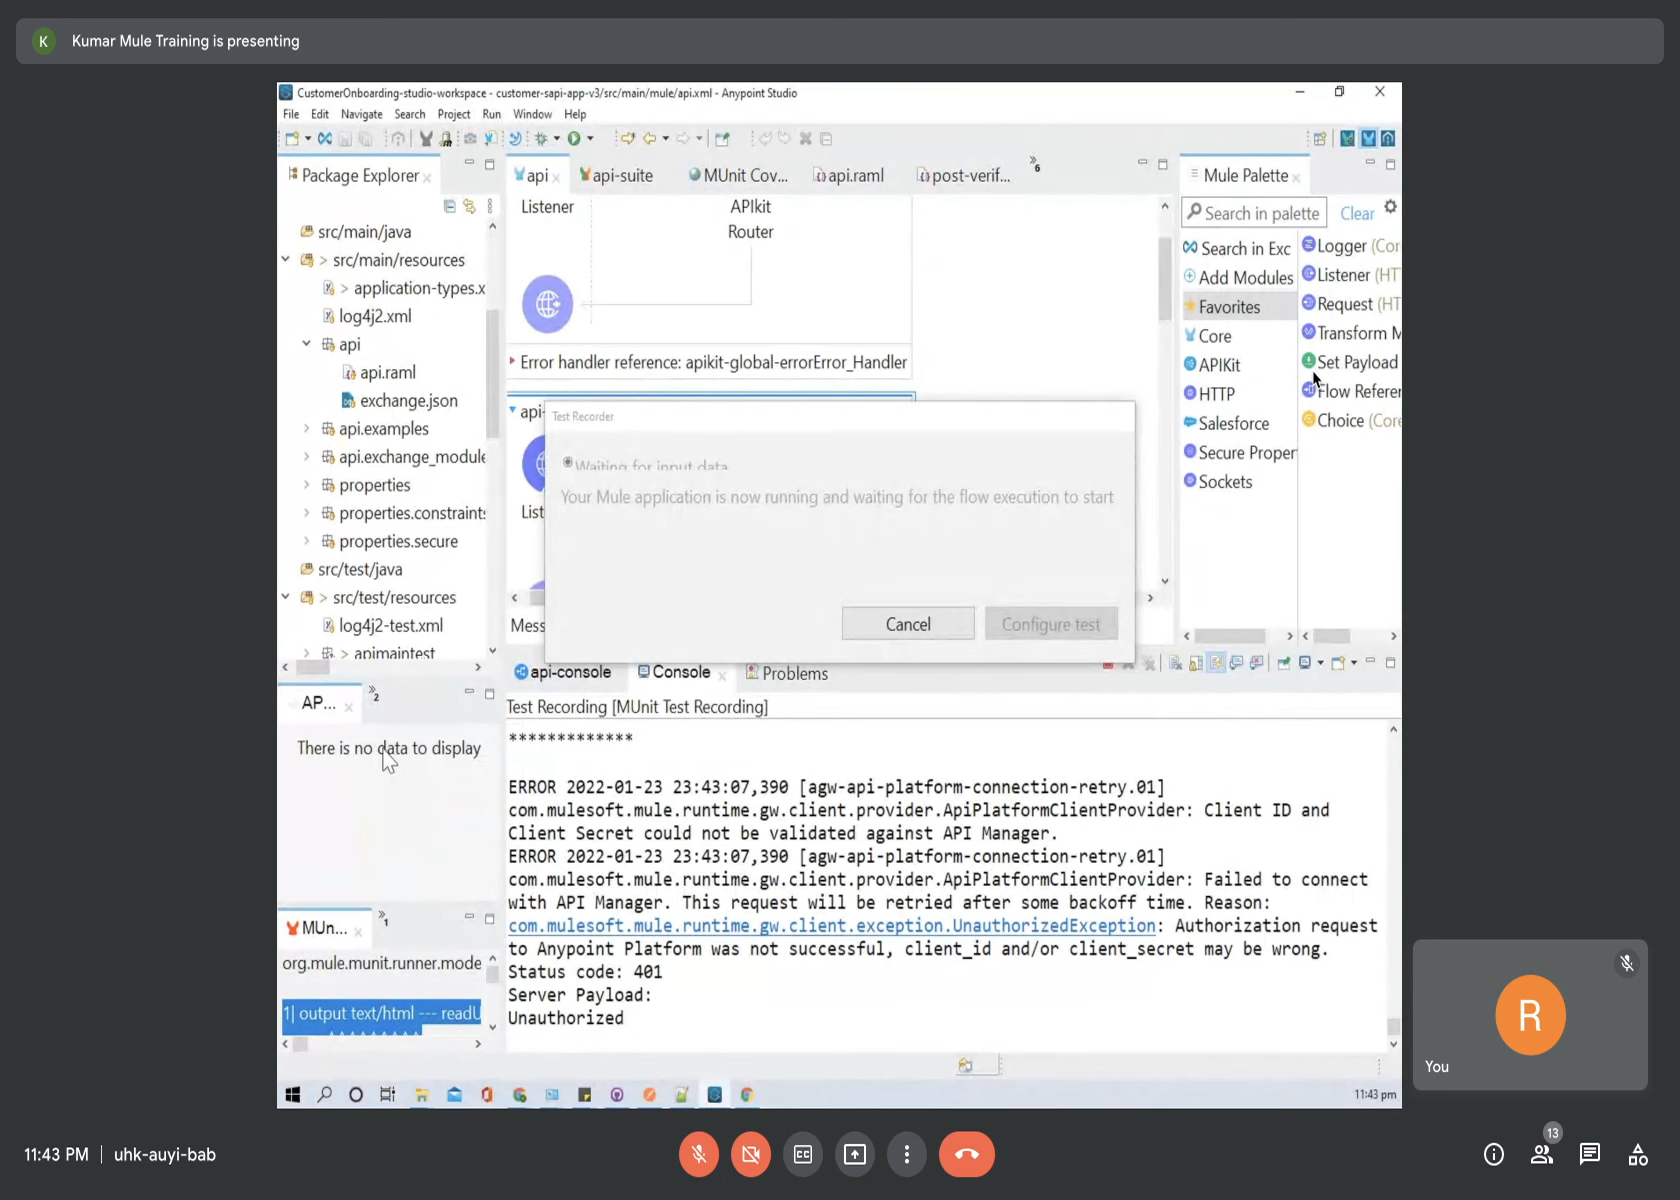 K
Kumar Mule Training is presenting
CustomerOnboarding-studio-workspace - customer-sapi-app-v3/src/main/mule/api.xml - Anypoint Studio
File Edit Navigate Search Project Run Window Help
Package Explorer
src/main/java
> src/main/resources
> application-types.x
log4j2.xml
api
api.raml
exchange.json
api.examples
api.exchange_module
properties
properties.constraints
properties.secure
src/test/java
> src/test/resources
log4j2-test.xml
> apimaintest
api
api-suite
MUnit Cov...
api.raml
post-verif...
6
Listener
APIkit
Router
Error handler reference: apikit-global-errorError_Handler
api-
List
Mess
Test Recorder
Waiting for input data
Your Mule application is now running and waiting for the flow execution to start
Cancel
Configure test
Mule Palette
Search in palette
Clear
Search in Exc
Add Modules
Favorites
Core
APIKit
HTTP
Salesforce
Secure Proper
Sockets
Logger (Cor
Listener (HT
Request (HT
Transform M
Set Payload
Flow Referer
Choice (Core
AP...
2
There is no data to display
MUn...
1
org.mule.munit.runner.mode
1| output text/html --- readU
^^^^^^^^^
api-console
Console
Problems
Test Recording [MUnit Test Recording]
*************
ERROR 2022-01-23 23:43:07,390 [agw-api-platform-connection-retry.01]
com.mulesoft.mule.runtime.gw.client.provider.ApiPlatformClientProvider: Client ID and
Client Secret could not be validated against API Manager.
ERROR 2022-01-23 23:43:07,390 [agw-api-platform-connection-retry.01]
com.mulesoft.mule.runtime.gw.client.provider.ApiPlatformClientProvider: Failed to connect
with API Manager. This request will be retried after some backoff time. Reason:
com.mulesoft.mule.runtime.gw.client.exception.UnauthorizedException: Authorization request
to Anypoint Platform was not successful, client_id and/or client_secret may be wrong.
Status code: 401
Server Payload:
Unauthorized
11:43 pm
R
You
11:43 PM | uhk-auyi-bab
CC
13